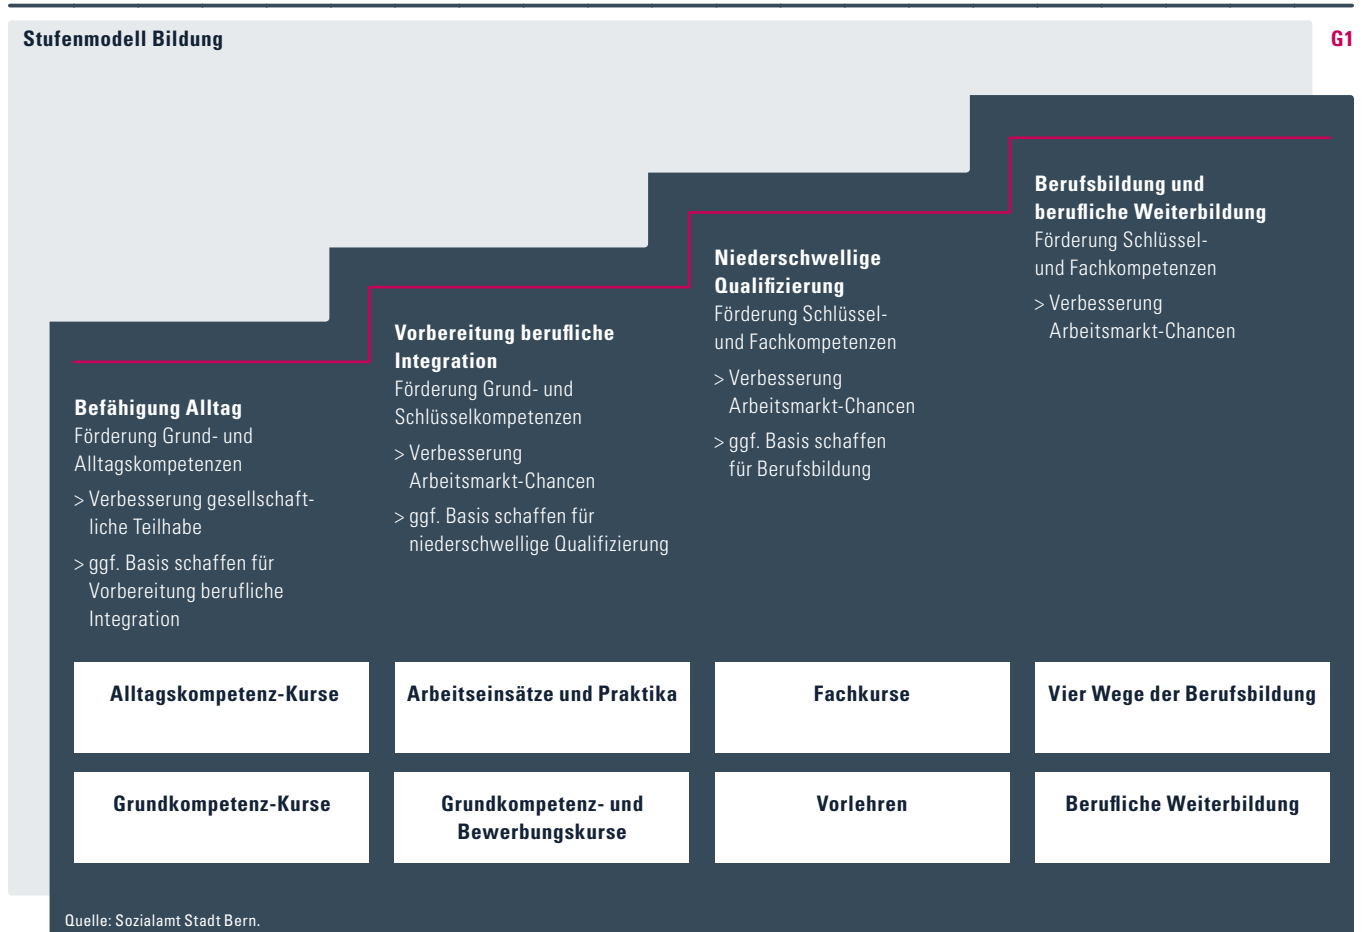 Stufenmodell Bildung
G1
Befähigung Alltag
Förderung Grund- und
Alltagskompetenzen
> Verbesserung gesellschaft-
liche Teilhabe
> ggf. Basis schaffen für
Vorbereitung berufliche
Integration
Vorbereitung berufliche
Integration
Förderung Grund- und
Schlüsselkompetenzen
> Verbesserung
Arbeitsmarkt-Chancen
> ggf. Basis schaffen für
niederschwellige Qualifizierung
Niederschwellige
Qualifizierung
Förderung Schlüssel-
und Fachkompetenzen
> Verbesserung
Arbeitsmarkt-Chancen
> ggf. Basis schaffen
für Berufsbildung
Berufsbildung und
berufliche Weiterbildung
Förderung Schlüssel-
und Fachkompetenzen
> Verbesserung
Arbeitsmarkt-Chancen
Alltagskompetenz-Kurse
Arbeitseinsätze und Praktika
Fachkurse
Vier Wege der Berufsbildung
Grundkompetenz-Kurse
Grundkompetenz- und
Bewerbungskurse
Vorlehren
Berufliche Weiterbildung
Quelle: Sozialamt Stadt Bern.